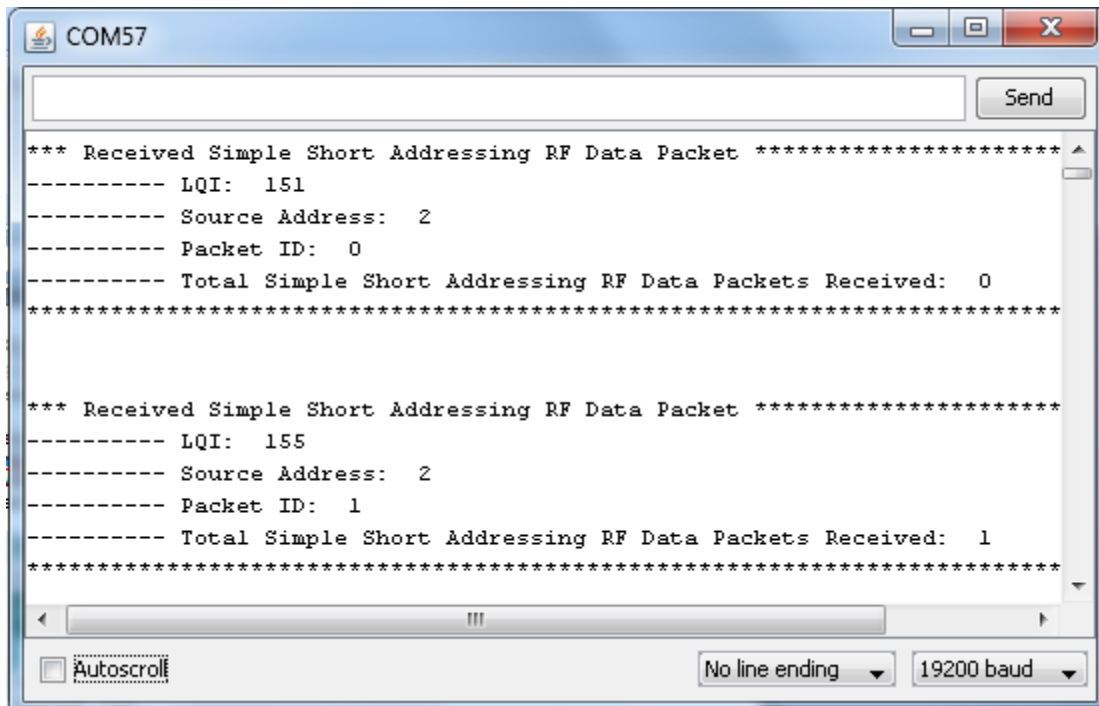 COM57
Send
*** Received Simple Short Addressing RF Data Packet **********************
---------- LQI:  151
---------- Source Address:  2
---------- Packet ID:  0
---------- Total Simple Short Addressing RF Data Packets Received:  0
**************************************************************************
*** Received Simple Short Addressing RF Data Packet **********************
---------- LQI:  155
---------- Source Address:  2
---------- Packet ID:  1
---------- Total Simple Short Addressing RF Data Packets Received:  1
**************************************************************************
Autoscroll
No line ending
19200 baud